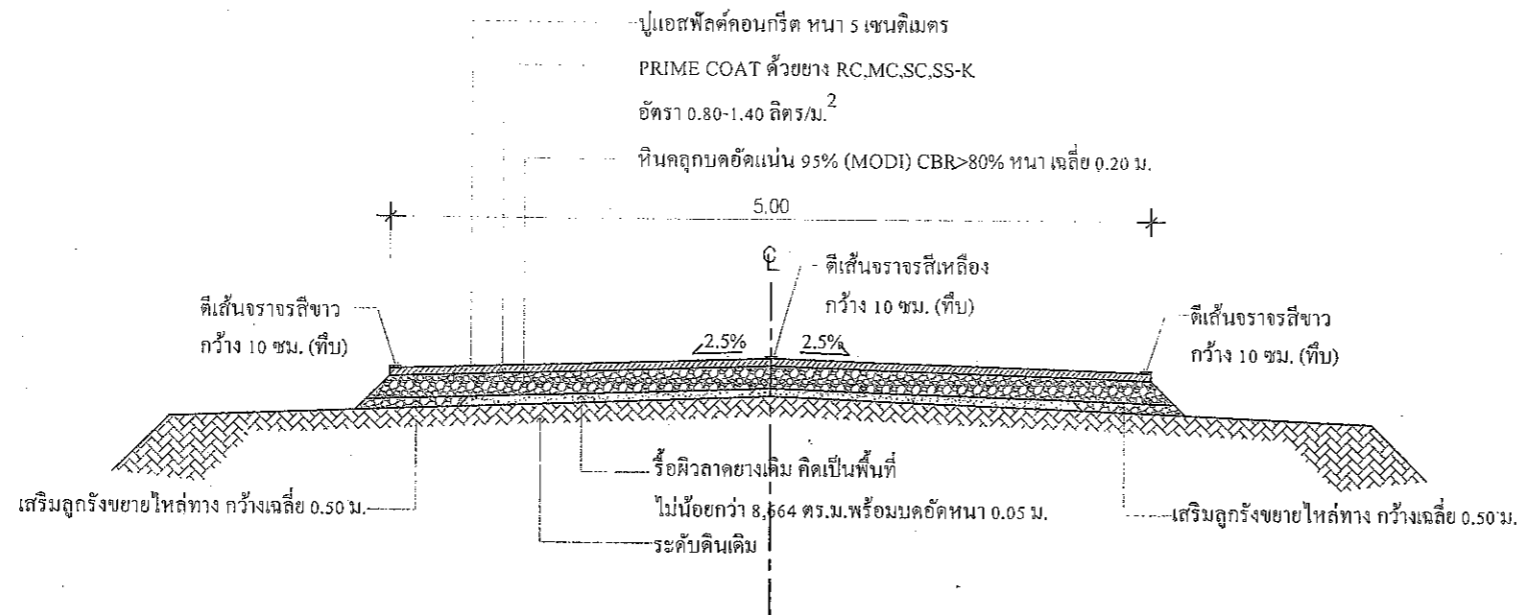 ปูแอสฟัลต์คอนกรีต หนา 5 เซนติเมตร
PRIME COAT ด้วยยาง RC,MC,SC,SS-K
อัตรา 0.80-1.40 ลิตร/ม.2
หินคลุกบดอัดแน่น 95% (MODI) CBR>80% หนา เฉลี่ย 0.20 ม.
5.00
ตีเส้นจราจรสีเหลือง
กว้าง 10 ซม. (ทึบ)
ตีเส้นจราจรสีขาว
กว้าง 10 ซม. (ทึบ)
ตีเส้นจราจรสีขาว
กว้าง 10 ซม. (ทึบ)
2.5%
2.5%
รื้อผิวลาดยางเดิม คิดเป็นพื้นที่
ไม่น้อยกว่า 8,664 ตร.ม.พร้อมบดอัดหนา 0.05 ม.
เสริมลูกรังขยายไหล่ทาง กว้างเฉลี่ย 0.50 ม.
เสริมลูกรังขยายไหล่ทาง กว้างเฉลี่ย 0.50 ม.
ระดับดินเดิม